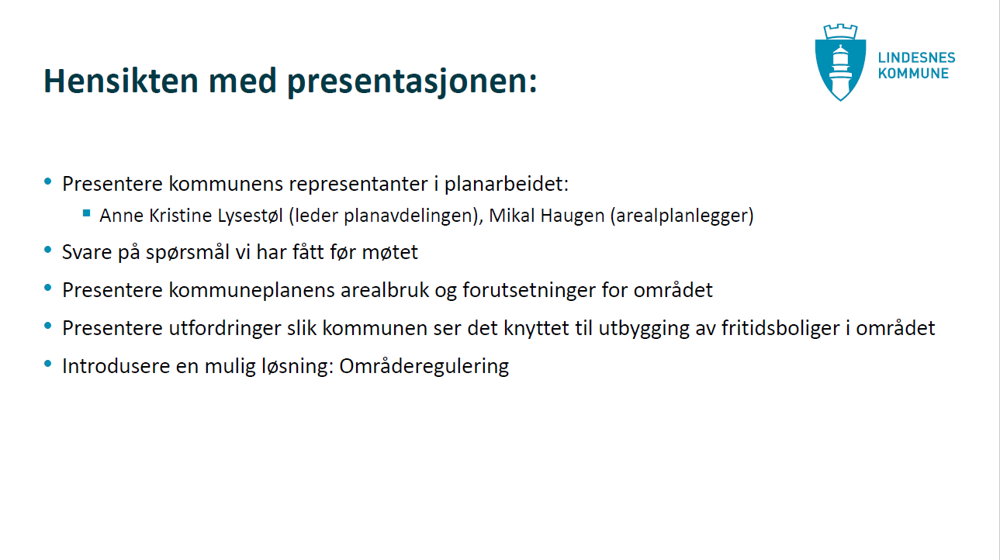 LINDESNES
KOMMUNE
Hensikten med presentasjonen:
• Presentere kommunens representanter i planarbeidet:
▪ Anne Kristine Lysestøl (leder planavdelingen), Mikal Haugen (arealplanlegger)
• Svare på spørsmål vi har fått før møtet
• Presentere kommuneplanens arealbruk og forutsetninger for området
• Presentere utfordringer slik kommunen ser det knyttet til utbygging av fritidsboliger i området
• Introdusere en mulig løsning: Områderegulering